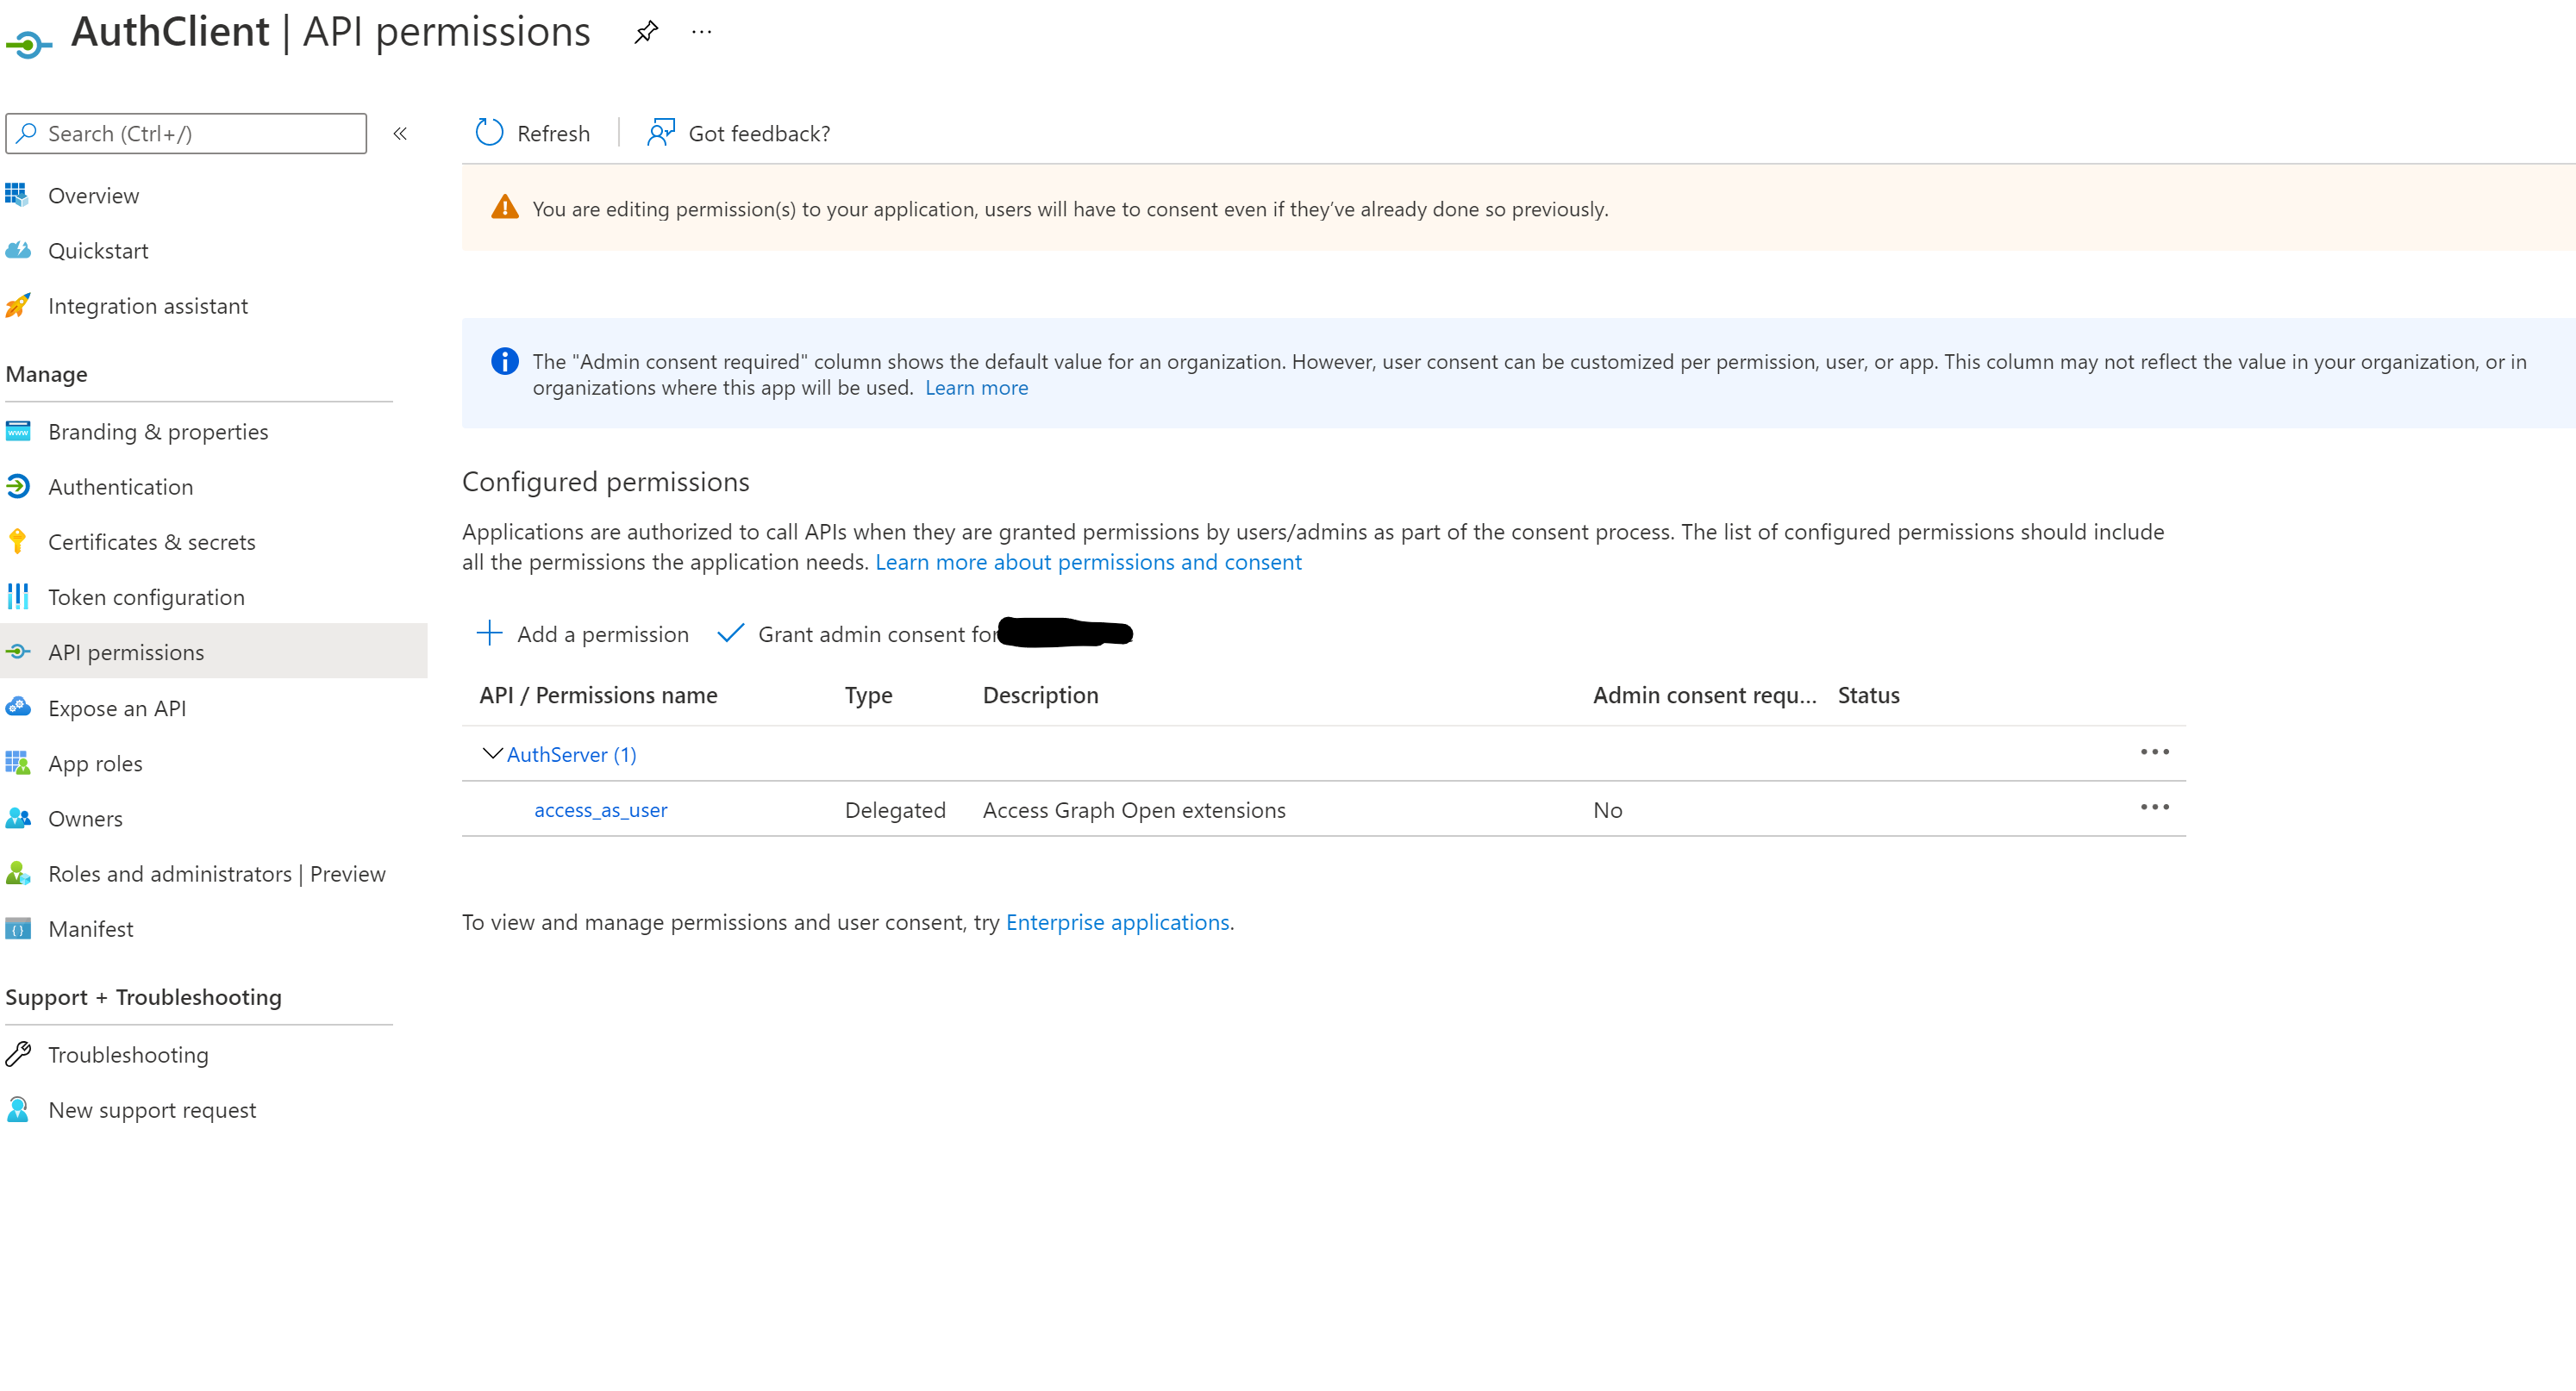 AuthClient | API permissions
Search (Ctrl+/)
Overview
Quickstart
Integration assistant
Manage
Branding & properties
Authentication
Certificates & secrets
Token configuration
API permissions
Expose an API
App roles
Owners
Roles and administrators | Preview
Manifest
Support + Troubleshooting
Troubleshooting
New support request
Refresh
Got feedback?
You are editing permission(s) to your application, users will have to consent even if they’ve already done so previously.
The "Admin consent required" column shows the default value for an organization. However, user consent can be customized per permission, user, or app. This column may not reflect the value in your organization, or in
organizations where this app will be used. Learn more
Configured permissions
Applications are authorized to call APIs when they are granted permissions by users/admins as part of the consent process. The list of configured permissions should include
all the permissions the application needs. Learn more about permissions and consent
Add a permission Grant admin consent for
API / Permissions name Type Description Admin consent requ... Status
AuthServer (1)
access_as_user Delegated Access Graph Open extensions No
To view and manage permissions and user consent, try Enterprise applications.